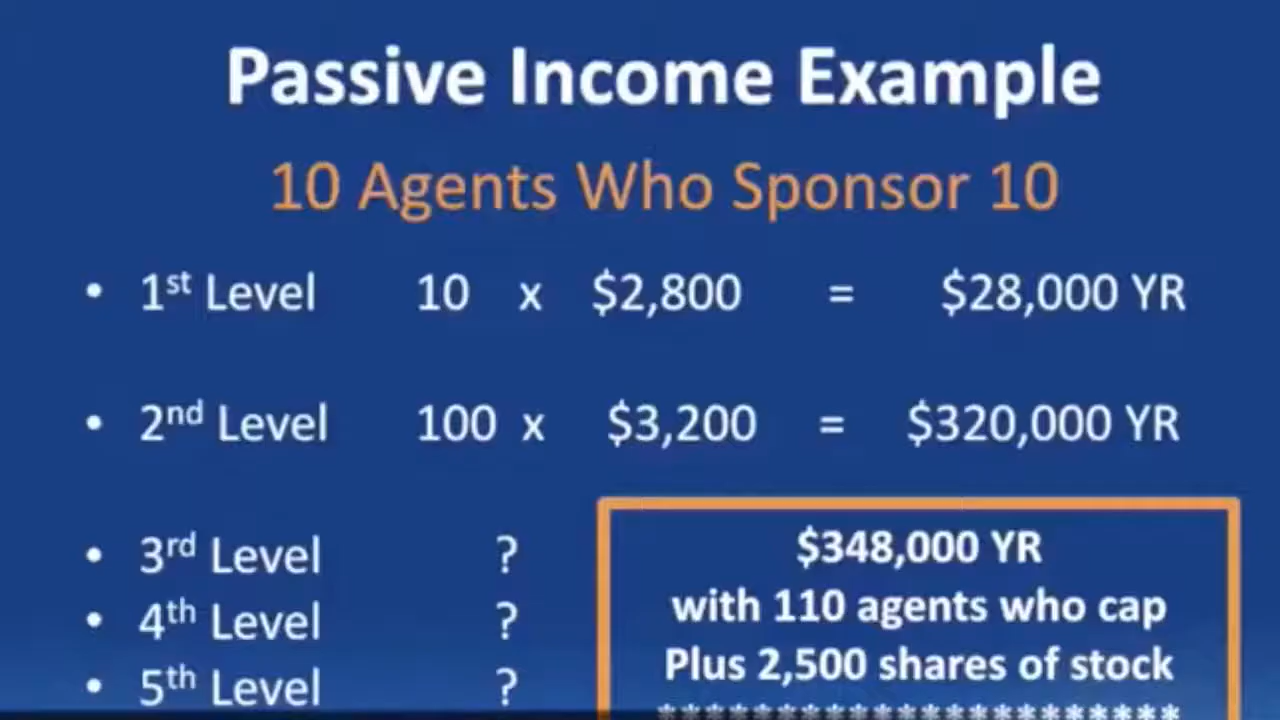 Passive Income Example
10 Agents Who Sponsor 10
• 1st Level 10 x $2,800 = $28,000 YR
• 2nd Level 100 x $3,200 = $320,000 YR
• 3rd Level ?
• 4th Level ?
• 5th Level ?
$348,000 YR
with 110 agents who cap
Plus 2,500 shares of stock
**********************